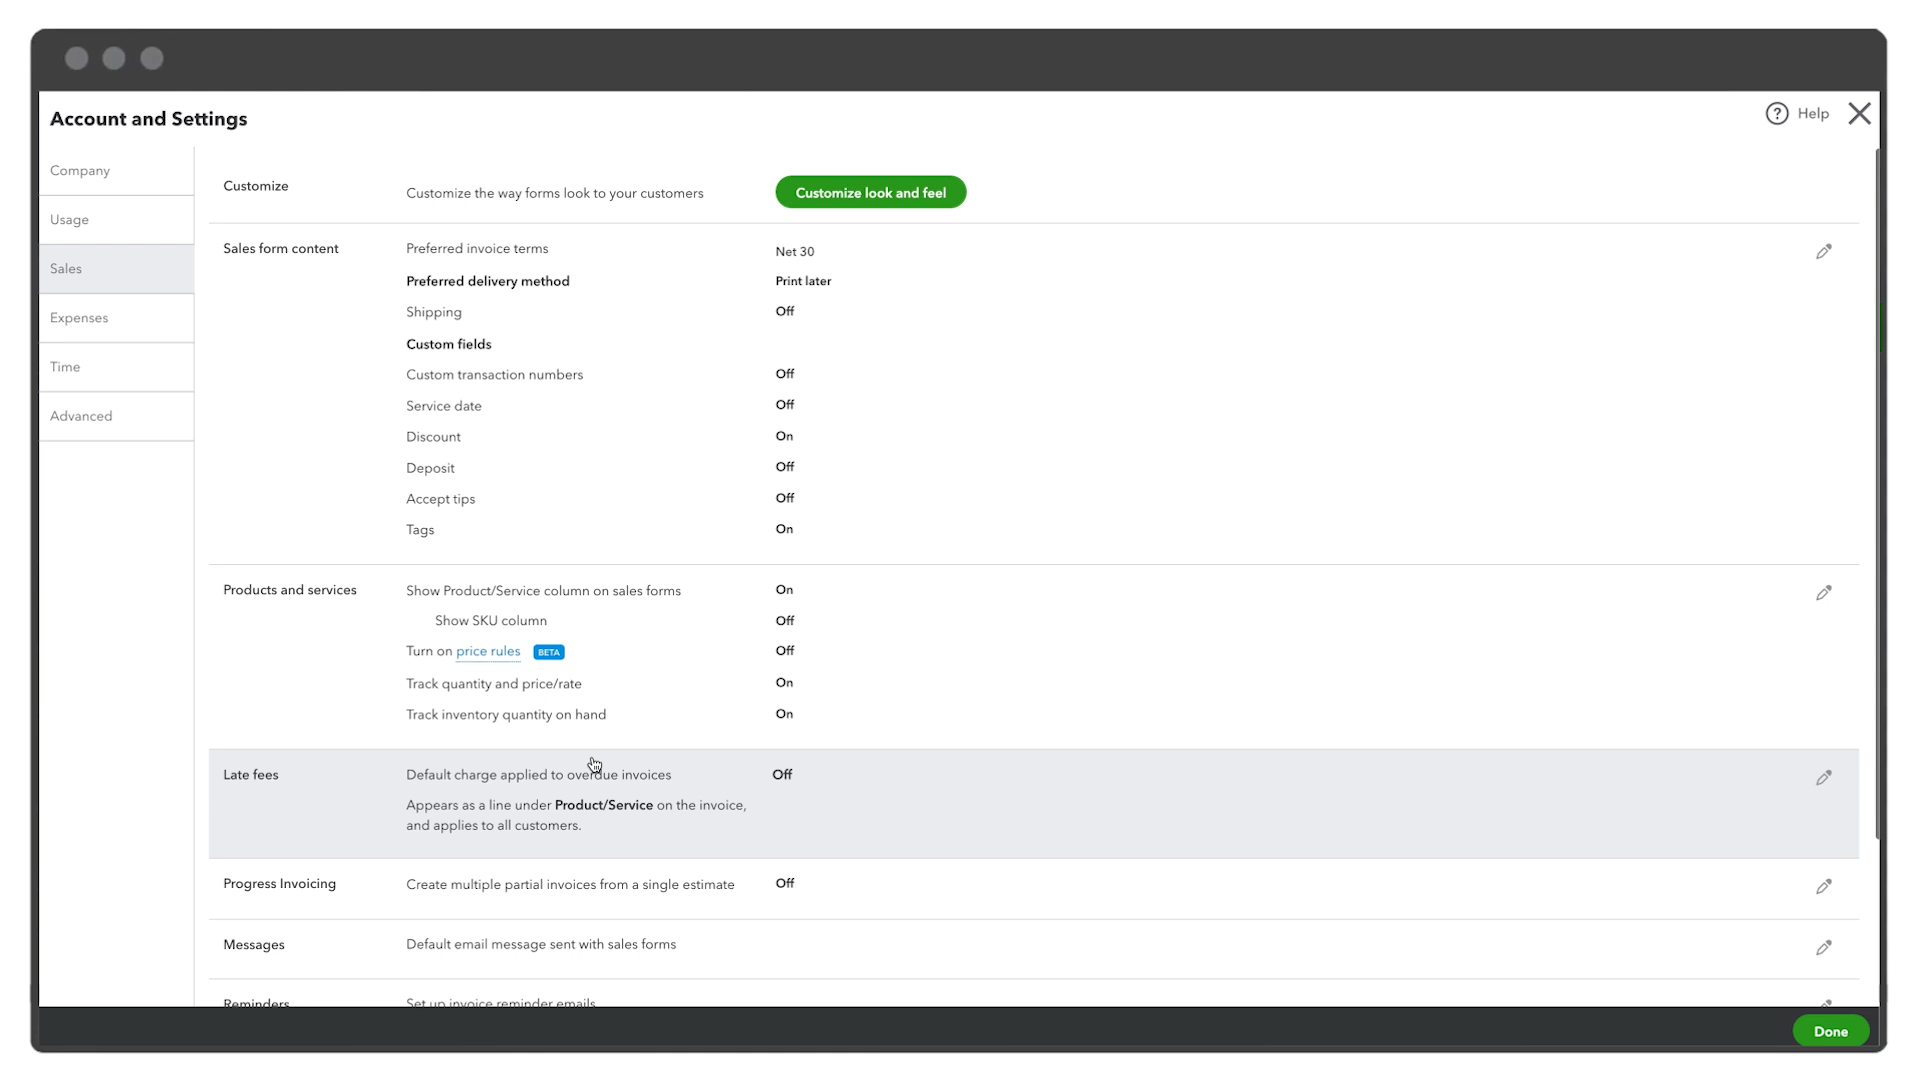 Account and Settings
? Help
Company
Usage
Sales
Expenses
Time
Advanced
Customize
Customize the way forms look to your customers
Customize look and feel
Sales form content
Preferred invoice terms
Net 30
Preferred delivery method
Print later
Shipping
Off
Custom fields
Custom transaction numbers
Off
Service date
Off
Discount
On
Deposit
Off
Accept tips
Off
Tags
On
Products and services
Show Product/Service column on sales forms
On
Show SKU column
Off
Turn on price rules BETA
Off
Track quantity and price/rate
On
Track inventory quantity on hand
On
Late fees
Default charge applied to overdue invoices
Off
Appears as a line under Product/Service on the invoice,
and applies to all customers.
Progress Invoicing
Create multiple partial invoices from a single estimate
Off
Messages
Default email message sent with sales forms
Reminders
Set up invoice reminder emails
Done